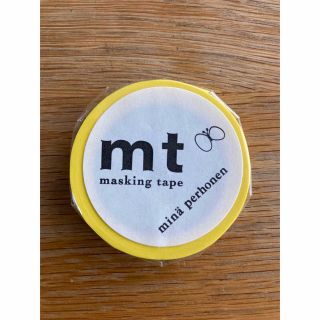 mt
masking tape
minä perhonen